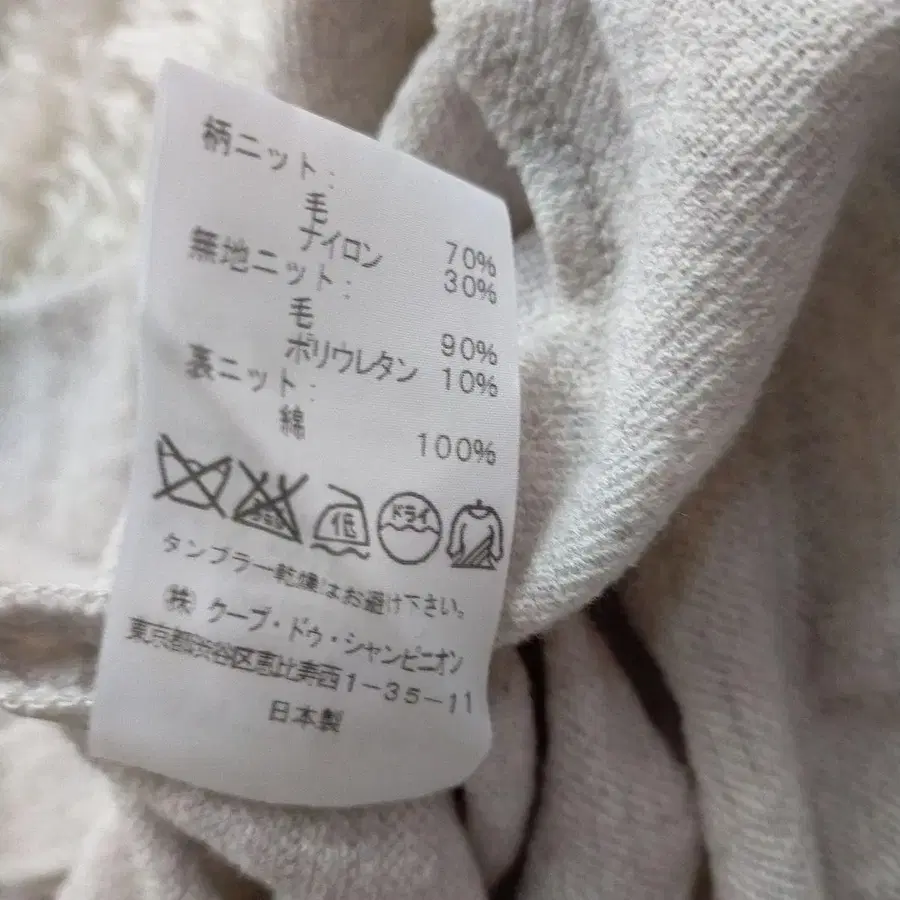 柄ニット:
毛 70%
ナイロン 30%
無地ニット:
毛 90%
ポリウレタン 10%
裏ニット:
綿 100%
低 ドライ
タンブラー乾燥はお避け下さい。
(株) クープ・ドゥ・シャンピニオン
東京都渋谷区恵比寿西1-35-11
日本製